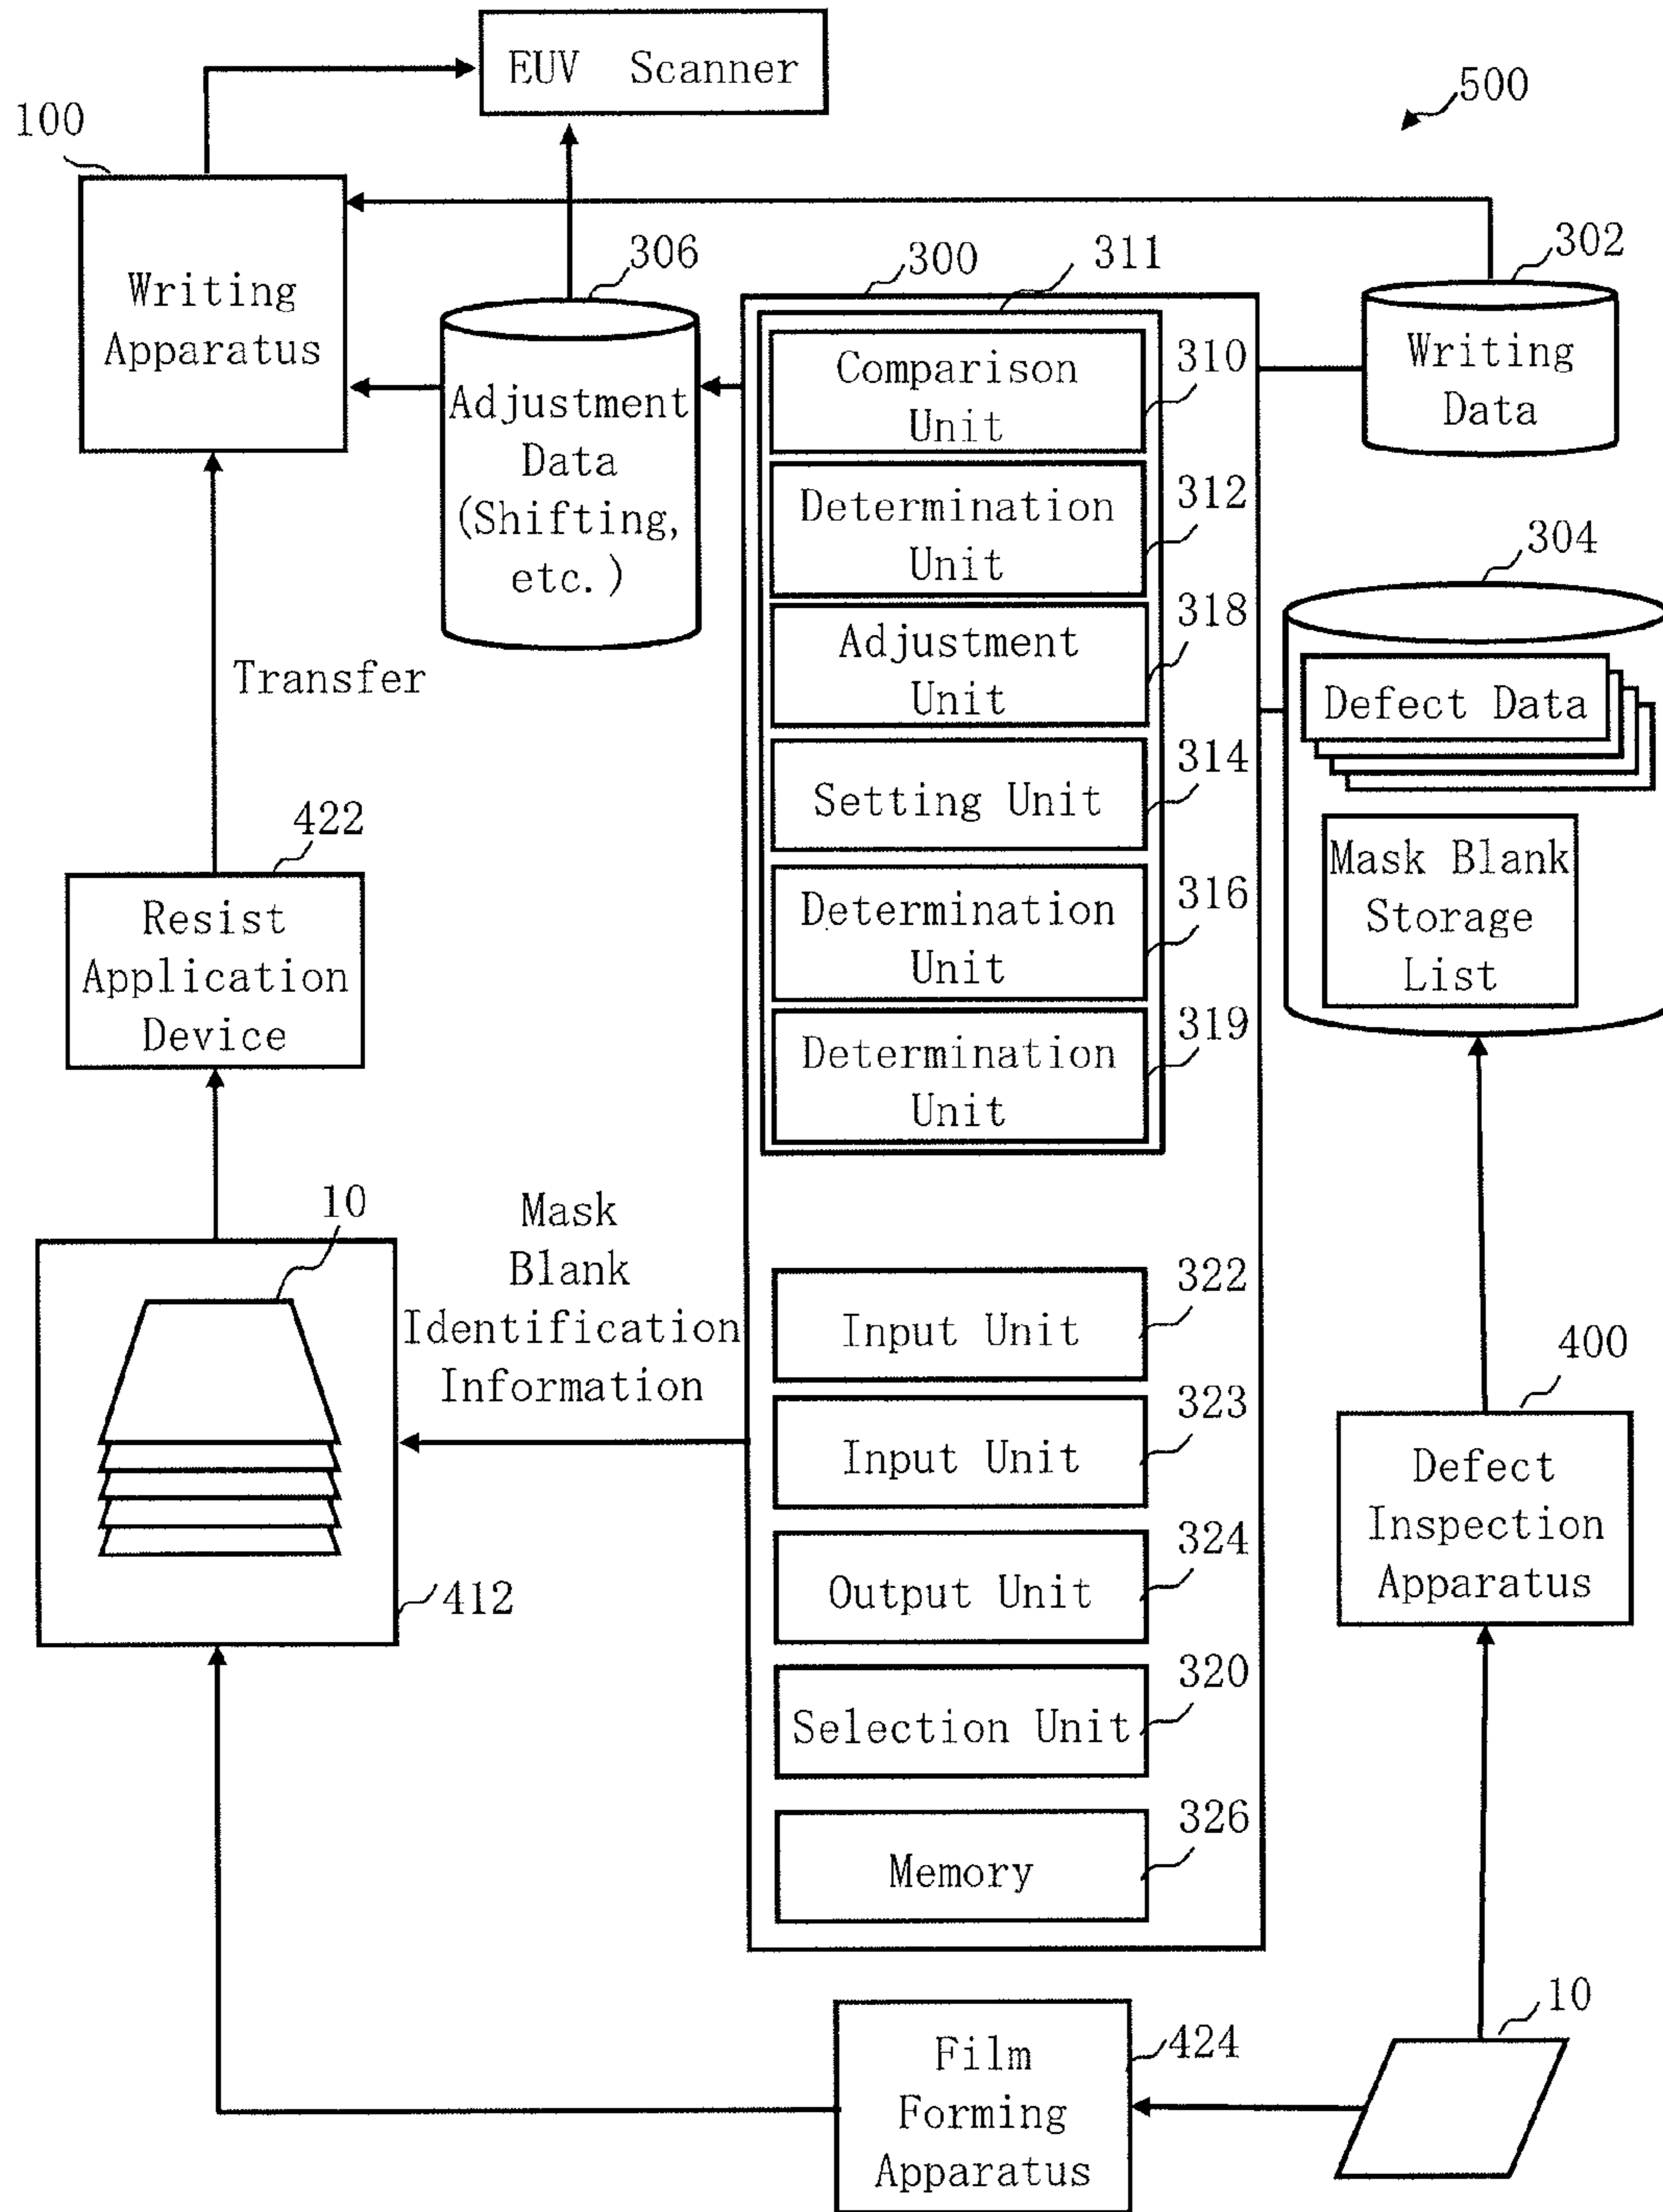 EUV Scanner
500
100
Writing
Apparatus
306
Adjustment
Data
(Shifting,
etc.)
300
311
302
Writing
Data
Comparison
Unit
310
Determination
Unit
312
Adjustment
Unit
318
Setting Unit
314
Determination
Unit
316
Determination
Unit
319
304
Defect Data
Mask Blank
Storage
List
Transfer
422
Resist
Application
Device
10
412
Mask
Blank
Identification
Information
Input Unit
322
Input Unit
323
Output Unit
324
Selection Unit
320
Memory
326
400
Defect
Inspection
Apparatus
Film
Forming
Apparatus
424
10